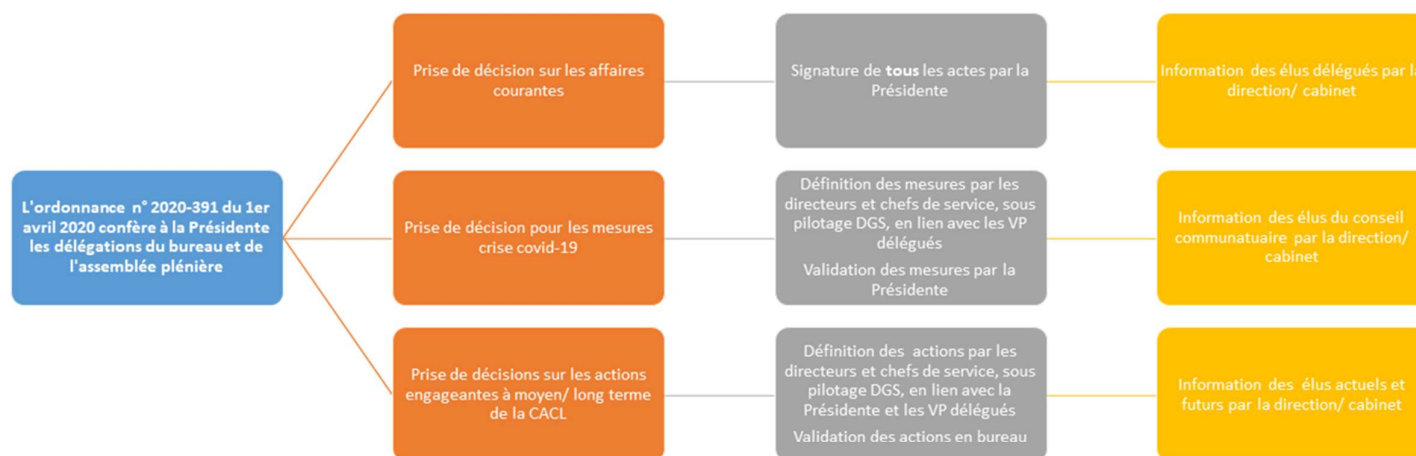 L'ordonnance n° 2020-391 du 1er
avril 2020 confère à la Présidente
les délégations du bureau et de
l'assemblée plénière
Prise de décision sur les affaires
courantes
Signature de tous les actes par la
Présidente
Information des élus délégués par la
direction/ cabinet
Prise de décision pour les mesures
crise covid-19
Définition des mesures par les
directeurs et chefs de service, sous
pilotage DGS, en lien avec les VP
délégués
Validation des mesures par la
Présidente
Information des élus du conseil
communatuaire par la direction/
cabinet
Prise de décisions sur les actions
engageantes à moyen/ long terme
de la CACL
Définition des actions par les
directeurs et chefs de service, sous
pilotage DGS, en lien avec la
Présidente et les VP délégués
Validation des actions en bureau
Information des élus actuels et
futurs par la direction/ cabinet